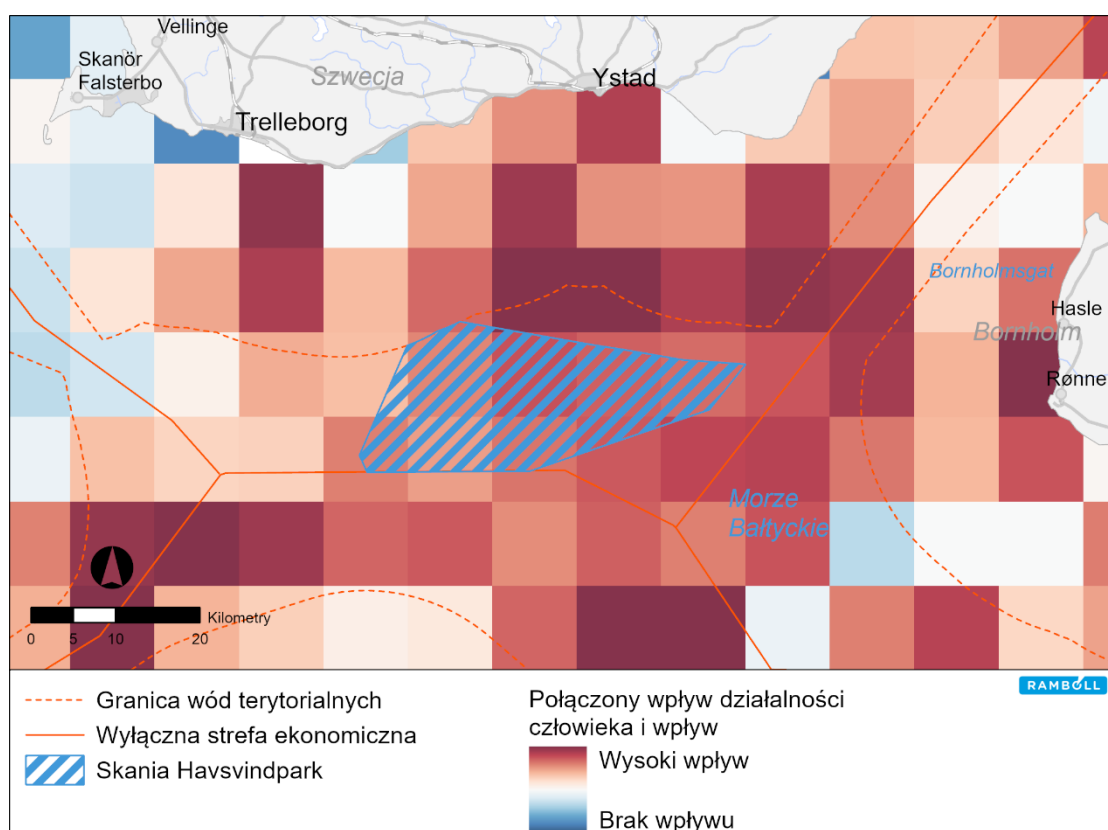 Vellinge
Skanör
Falsterbo
Szwecja
Ystad
Trelleborg
Bornholmsgat
Hasle
Bornholm
Rønne
Morze
Bałtyckie
Kilometry
0 5 10 20
RAMBOLL
Granica wód terytorialnych
Wyłączna strefa ekonomiczna
Skania Havsvindpark
Połączony wpływ działalności
człowieka i wpływ
Wysoki wpływ
Brak wpływu